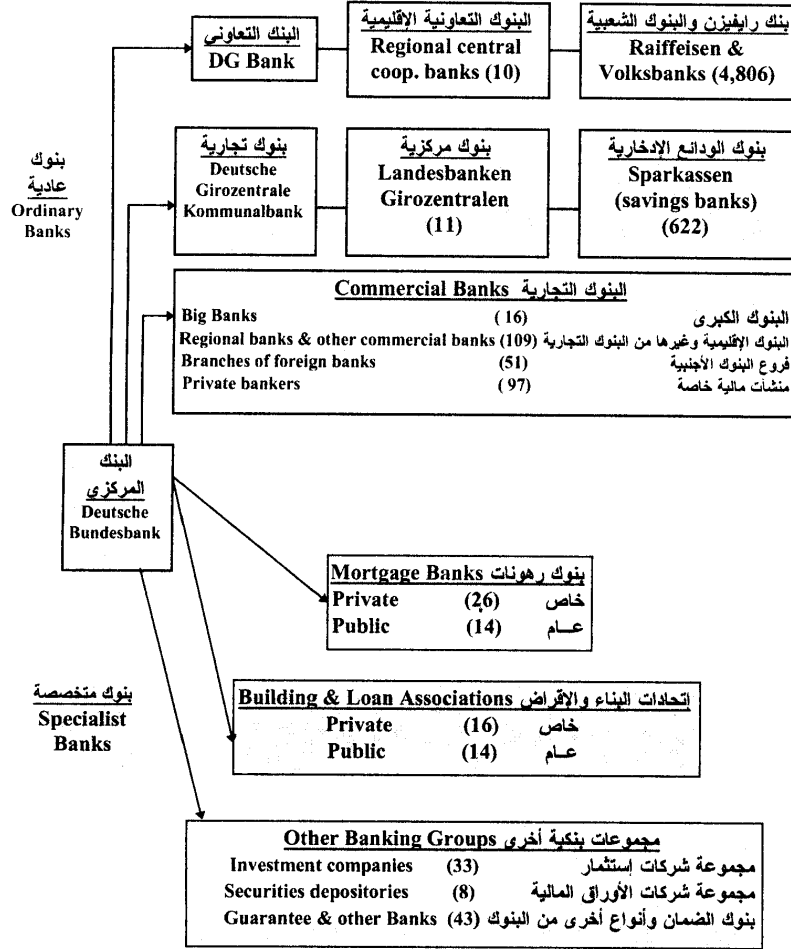 البنك التعاوني
DG Bank
البنوك التعاونية الإقليمية
Regional central
coop. banks (10)
بنك رايفيزن والبنوك الشعبية
Raiffeisen &
Volksbanks (4,806)
بنوك
عادية
Ordinary
Banks
بنوك تجارية
Deutsche
Girozentrale
Kommunalbank
بنوك مركزية
Landesbanken
Girozentralen
(11)
بنوك الودائع الإدخارية
Sparkassen
(savings banks)
(622)
Commercial Banks البنوك التجارية
Big Banks (16) البنوك الكبرى
Regional banks & other commercial banks (109) البنوك الإقليمية وغيرها من البنوك التجارية
Branches of foreign banks (51) فروع البنوك الأجنبية
Private bankers (97) منشآت مالية خاصة
البنك
المركزي
Deutsche
Bundesbank
Mortgage Banks بنوك رهونات
Private (26) خاص
Public (14) عــام
بنوك متخصصة
Specialist
Banks
Building & Loan Associations إتحادات البناء والإقراض
Private (16) خاص
Public (14) عــام
Other Banking Groups مجموعات بنكية أخرى
Investment companies (33) مجموعة شركات إستثمار
Securities depositories (8) مجموعة شركات الأوراق المالية
Guarantee & other Banks (43) بنوك الضمان وأنواع أخرى من البنوك